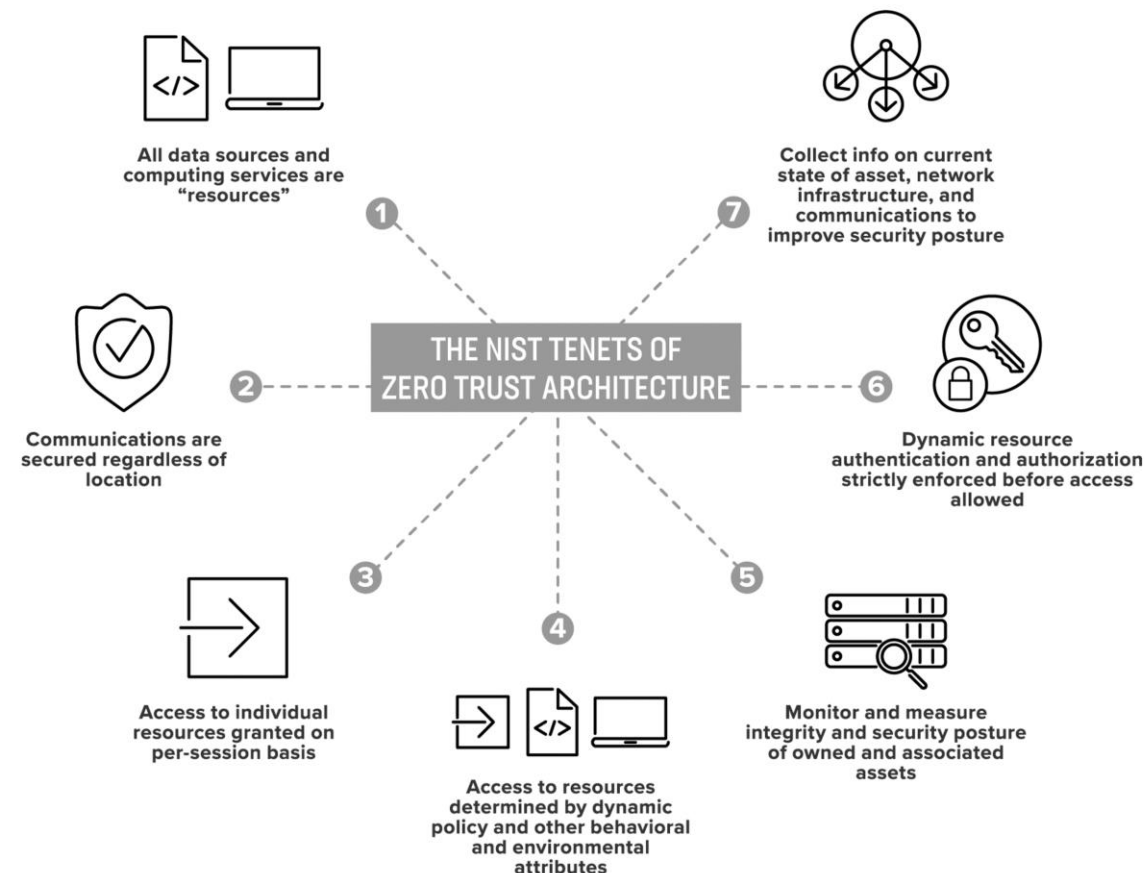 THE NIST TENETS OF
ZERO TRUST ARCHITECTURE
</>
All data sources and
computing services are
“resources”
1
2
Communications are
secured regardless of
location
3
Access to individual
resources granted on
per-session basis
4
</>
Access to resources
determined by dynamic
policy and other behavioral
and environmental
attributes
5
Monitor and measure
integrity and security posture
of owned and associated
assets
6
Dynamic resource
authentication and authorization
strictly enforced before access
allowed
7
Collect info on current
state of asset, network
infrastructure, and
communications to
improve security posture